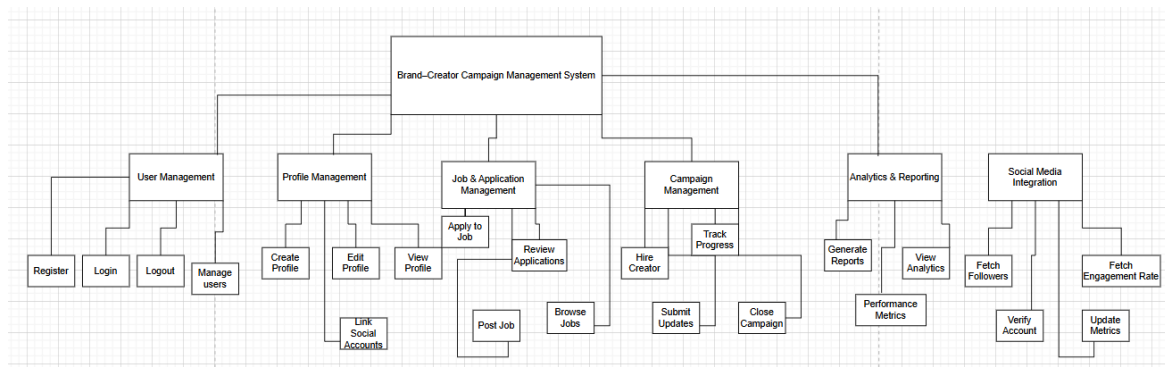 Brand–Creator Campaign Management System
User Management
Profile Management
Job & Application
Management
Campaign
Management
Analytics & Reporting
Social Media
Integration
Register
Login
Logout
Manage
users
Create
Profile
Edit
Profile
View
Profile
Link
Social
Accounts
Apply to
Job
Review
Applications
Post Job
Browse
Jobs
Hire
Creator
Track
Progress
Submit
Updates
Close
Campaign
Generate
Reports
View
Analytics
Performance
Metrics
Fetch
Followers
Fetch
Engagement Rate
Verify
Account
Update
Metrics